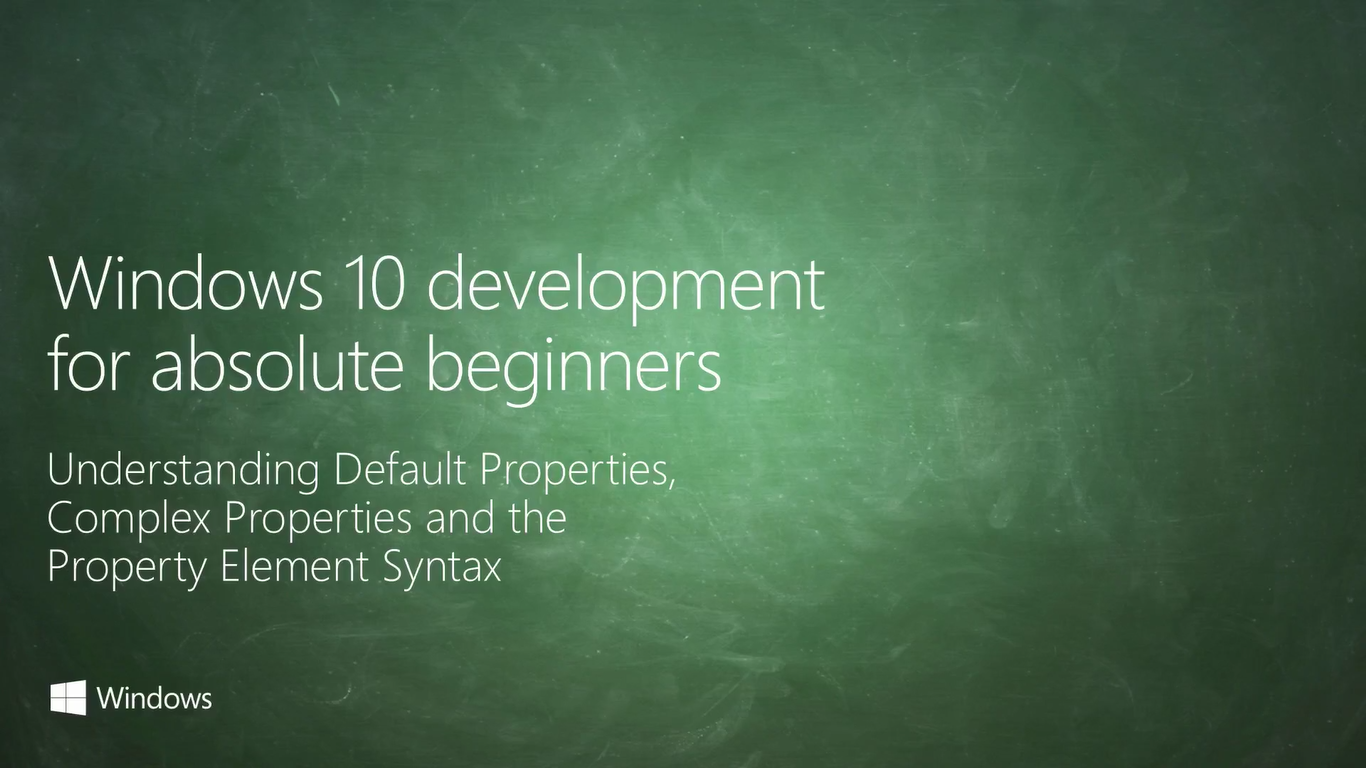 Windows 10 development
for absolute beginners
Understanding Default Properties,
Complex Properties and the
Property Element Syntax
Windows